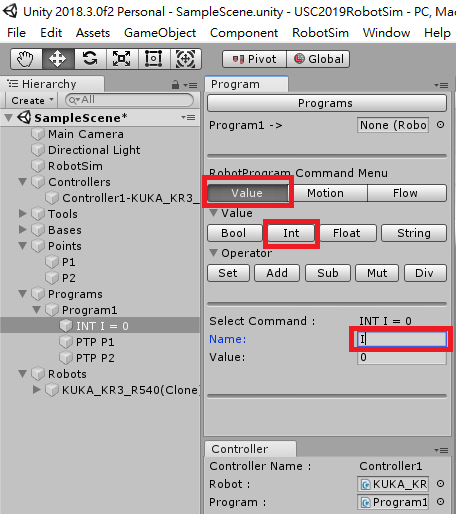 Unity 2018.3.0f2 Personal - SampleScene.unity - USC2019RobotSim - PC, Ma
File Edit Assets GameObject Component RobotSim Window Help
Pivot Global
Hierarchy
Create All
SampleScene*
Main Camera
Directional Light
RobotSim
Controllers
Controller1-KUKA_KR3_
Tools
Bases
Points
P1
P2
Programs
Program1
INT I = 0
PTP P1
PTP P2
Robots
KUKA_KR3_R540(Clone)
Program
Programs
Program1 -> None (Robo
RobotProgram Command Menu
Value Motion Flow
Value
Bool Int Float String
Operator
Set Add Sub Mut Div
Select Command : INT I = 0
Name: I
Value: 0
Controller
Controller Name : Controller1
Robot : KUKA_KR
Program : Program1